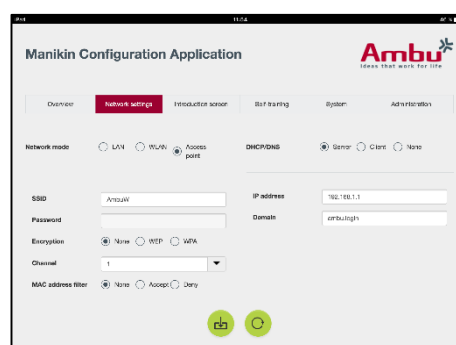 iPad 11:54
Manikin Configuration Application
Ambu
Ideas that work for life
Overview Network settings Introduction screen Self-training System Administration
Network mode LAN WLAN Access point DHCP/DNS Server Client None
SSID AmbuW IP address 192.168.1.1
Password Domain ambulogin
Encryption None WEP WPA
Channel 1
MAC address filter None Accept Deny